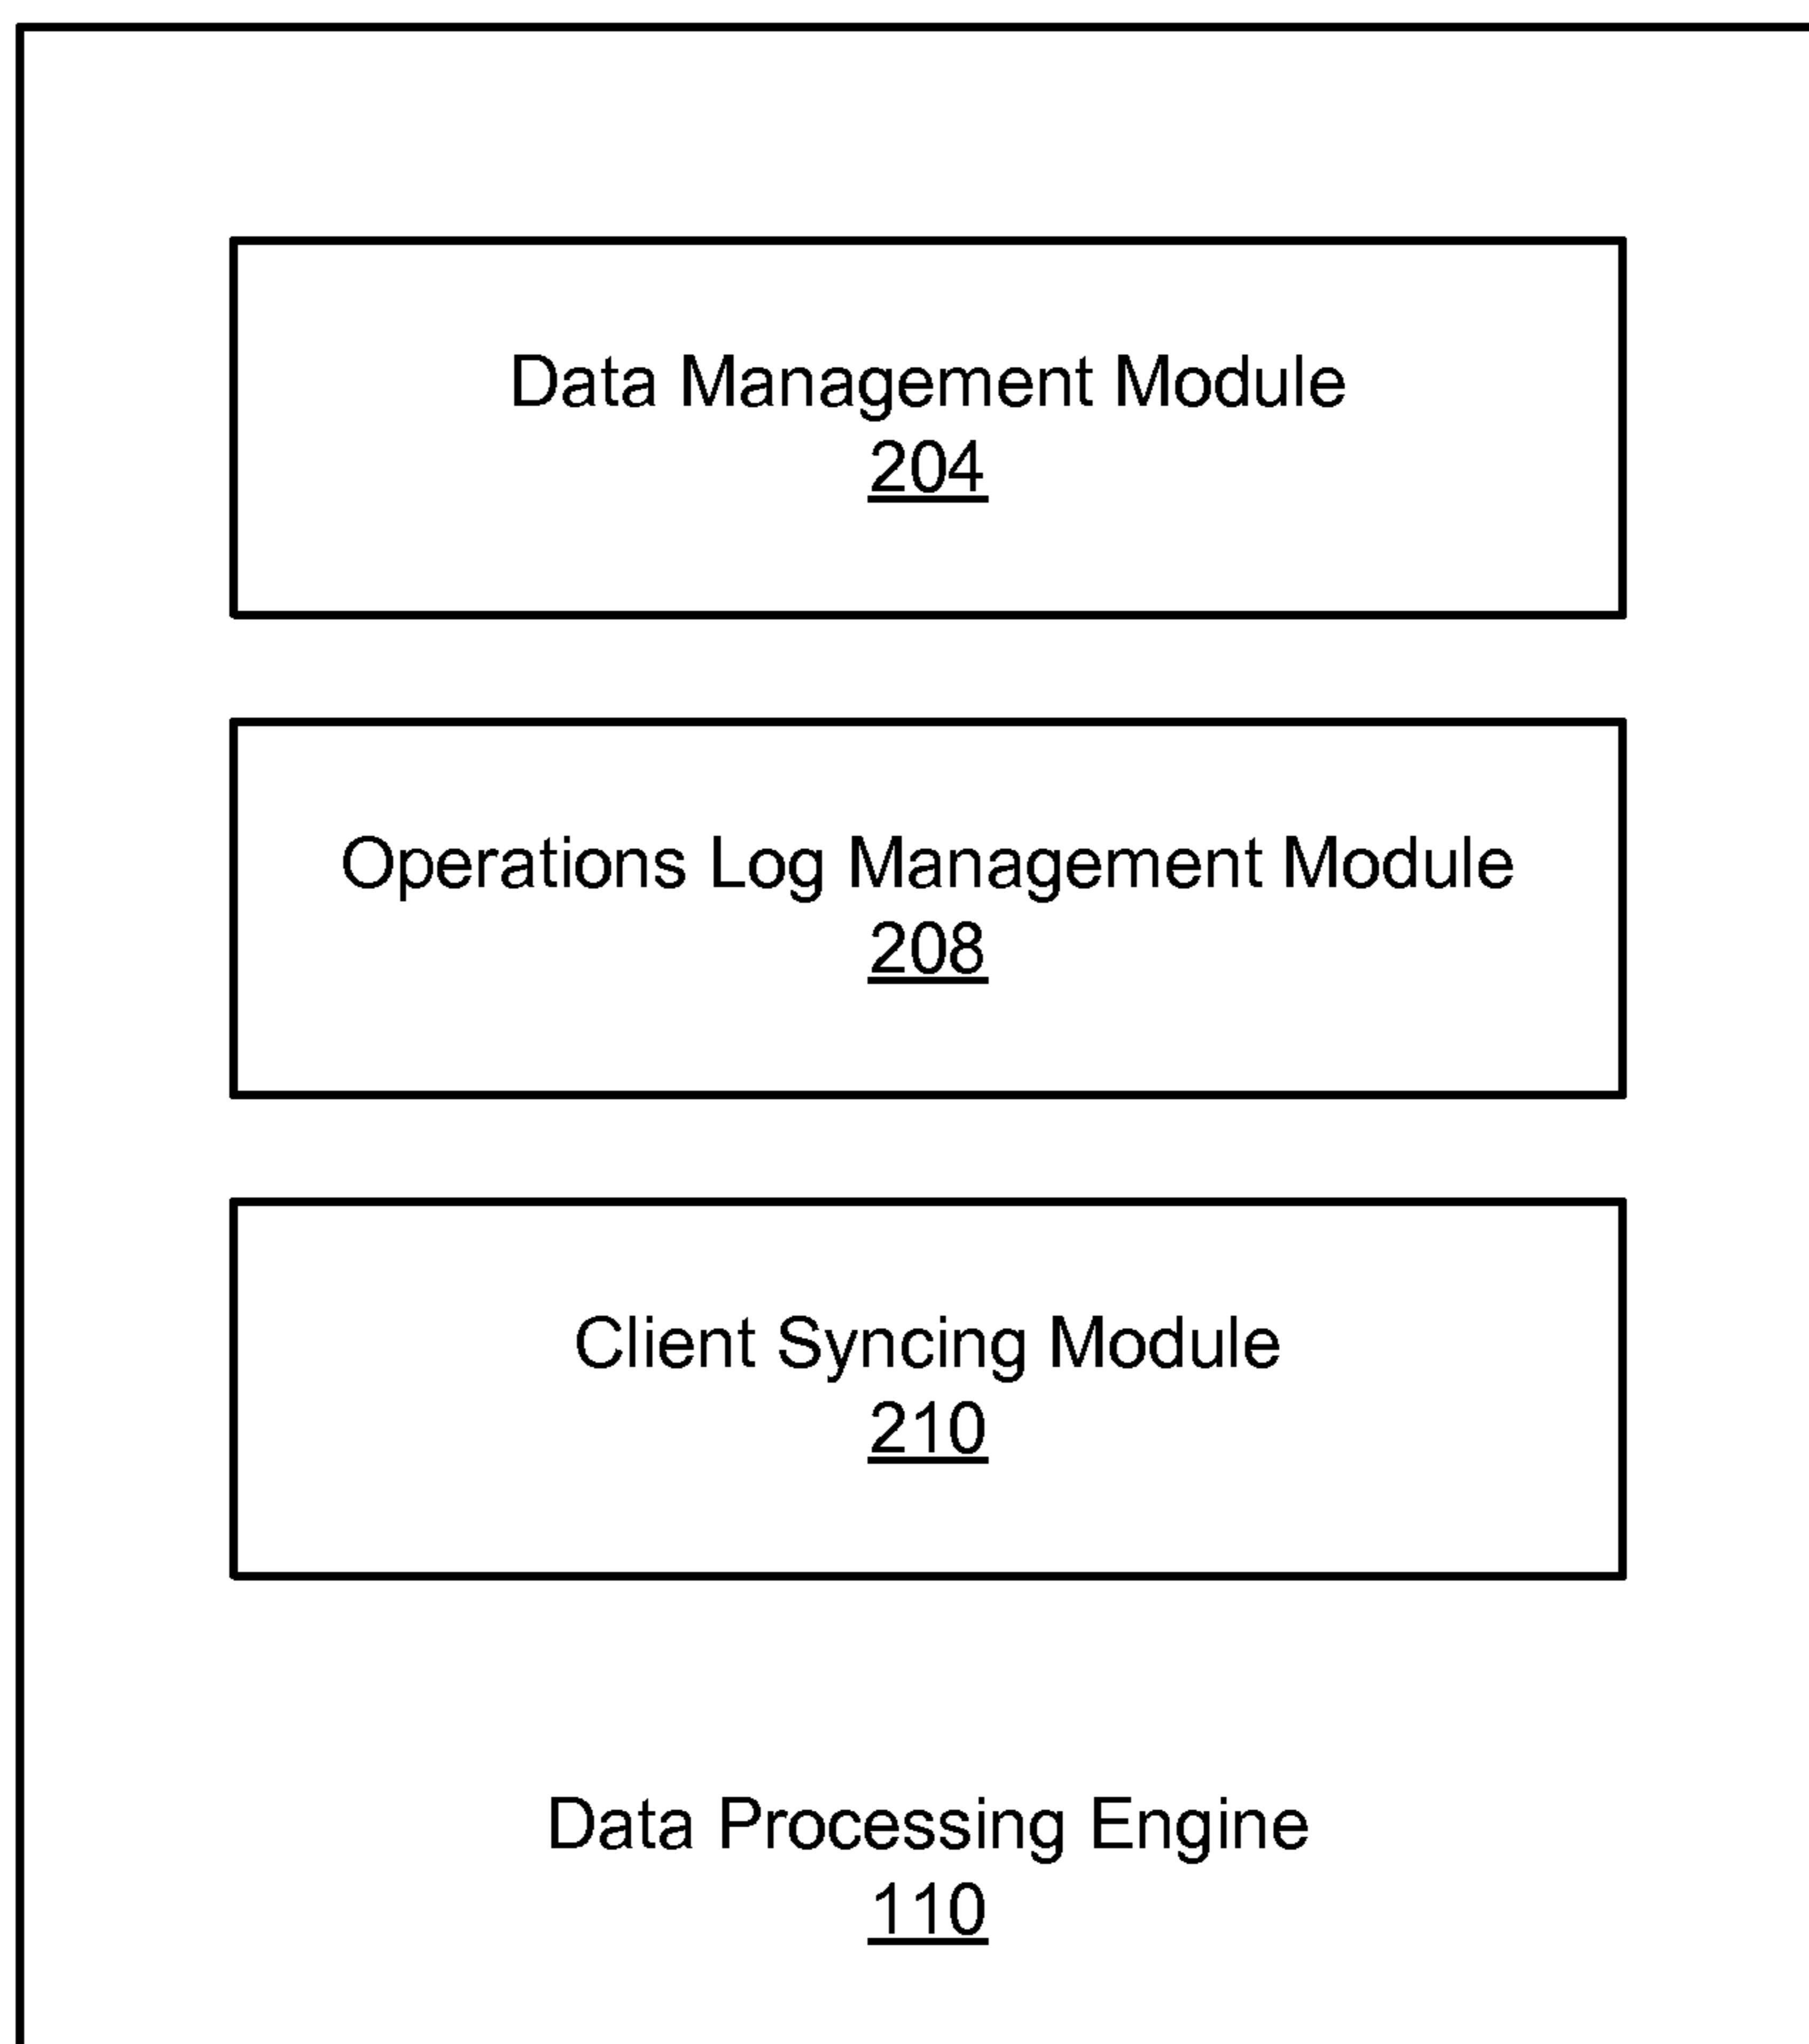 Data Management Module
204
Operations Log Management Module
208
Client Syncing Module
210
Data Processing Engine
110